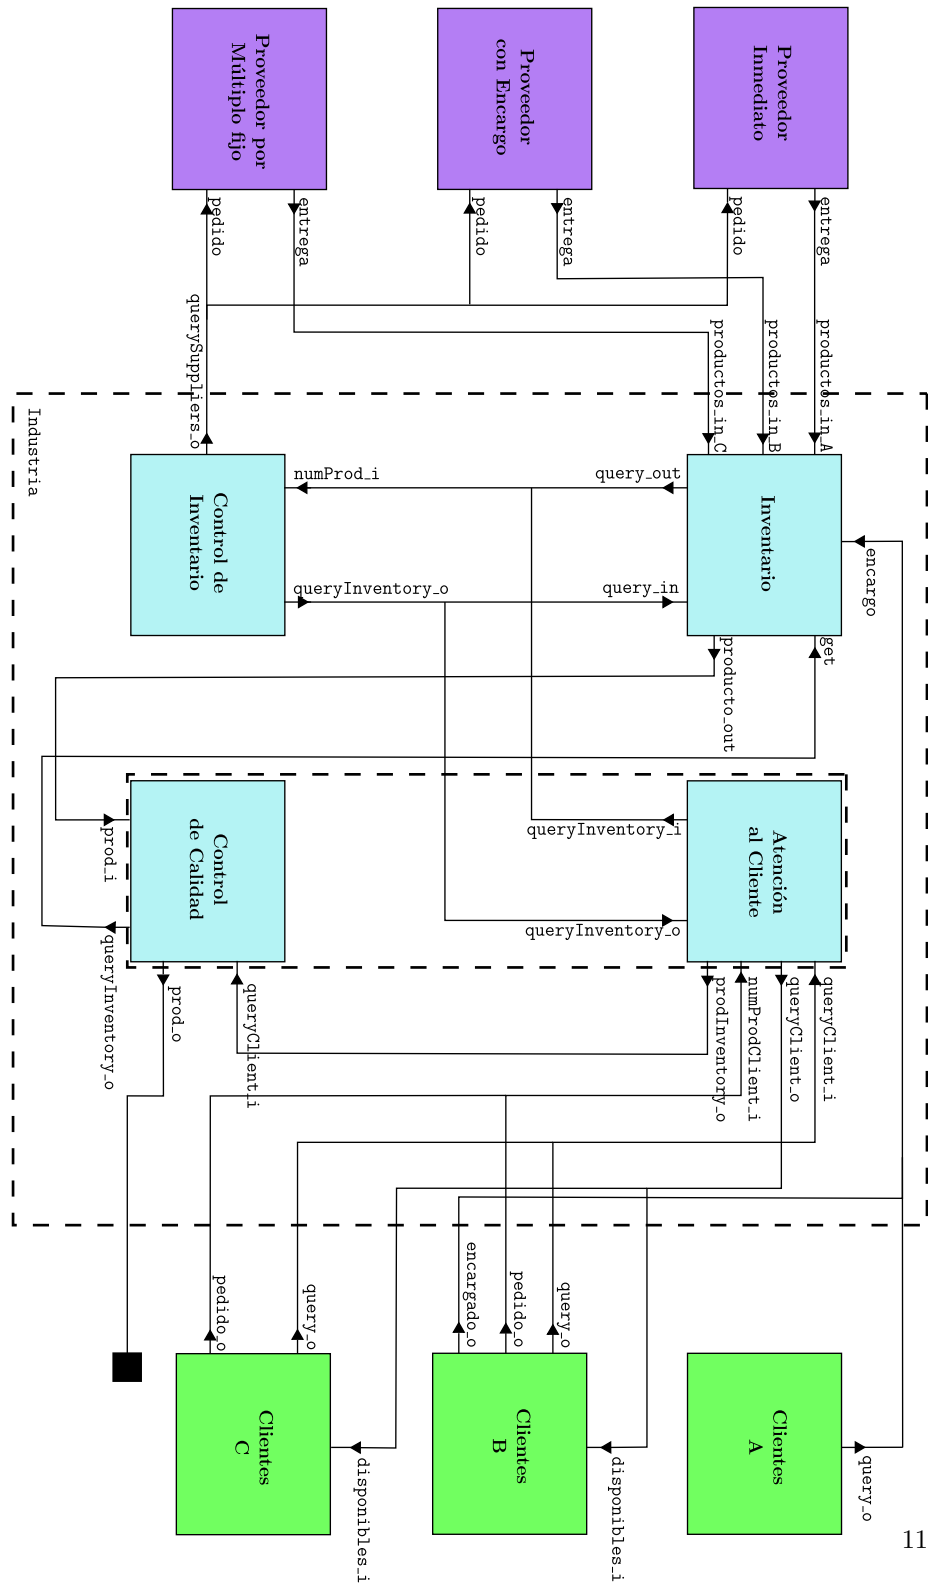 Proveedor por
Múltiplo fijo
Proveedor
con Encargo
Proveedor
Inmediato
pedido
entrega
pedido
entrega
pedido
entrega
querySuppliers_o
productos_in_C
productos_in_B
productos_in_A
Industria
Control de
Inventario
numProd_i
queryInventory_o
query_out
query_in
Inventario
encargo
get
producto_out
Control
de Calidad
prod_i
queryInventory_o
queryInventory_i
queryInventory_o
Atención
al Cliente
prod_o
queryClient_i
prodInventory_o
numProdClient_i
queryClient_o
queryClient_i
pedido_o
query_o
encargado_o
pedido_o
query_o
Clientes
C
Clientes
B
Clientes
A
disponibles_i
disponibles_i
query_o
11